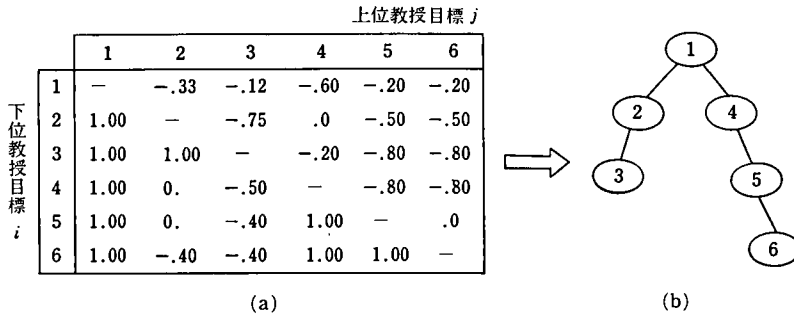 上位教授目標 j
1 2 3 4 5 6
下位教授目標 i
1 — −.33 −.12 −.60 −.20 −.20
2 1.00 — −.75 .0 −.50 −.50
3 1.00 1.00 — −.20 −.80 −.80
4 1.00 0. −.50 — −.80 −.80
5 1.00 0. −.40 1.00 — .0
6 1.00 −.40 −.40 1.00 1.00 —
(a)
1
2 4
3 5
6
(b)